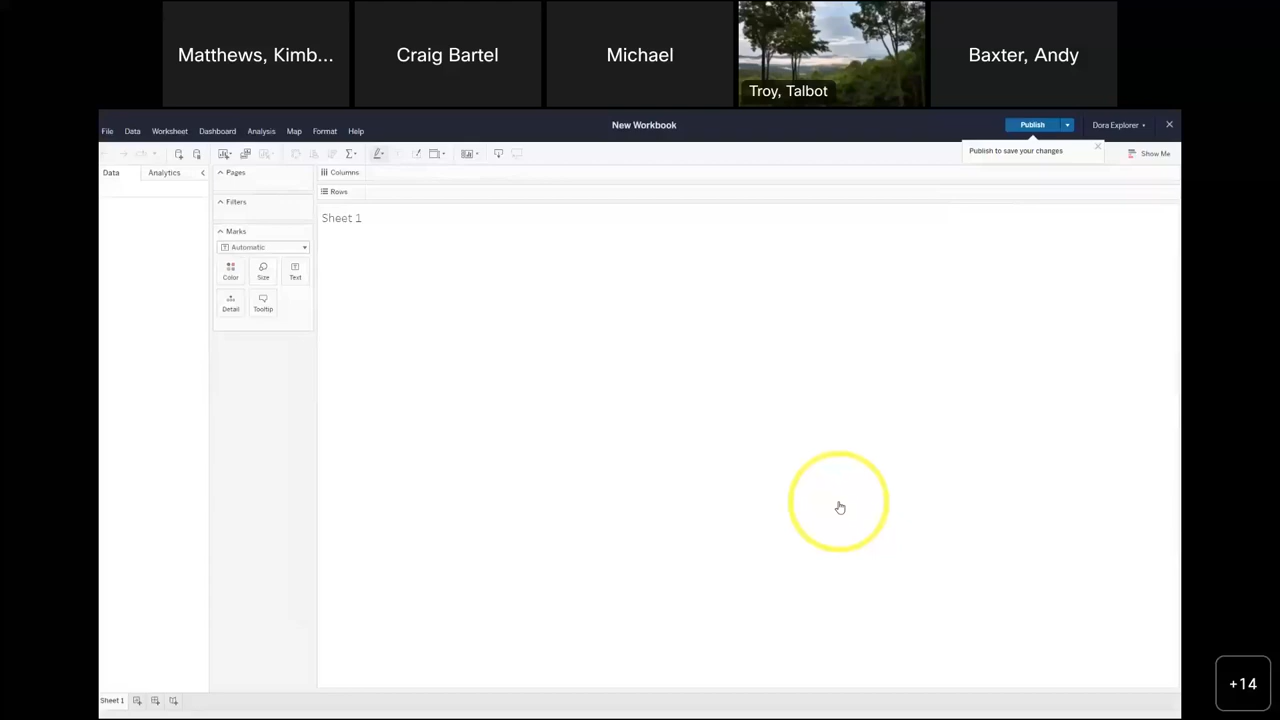 Matthews, Kimb...
Craig Bartel
Michael
Troy, Talbot
Baxter, Andy
New Workbook
Publish
Dora Explorer
File Data Worksheet Dashboard Analysis Map Format Help
Publish to save your changes
Show Me
Data Analytics
Pages
Columns
Rows
Filters
Sheet 1
Marks
Automatic
Color Size Text
Detail Tooltip
Sheet 1
+14